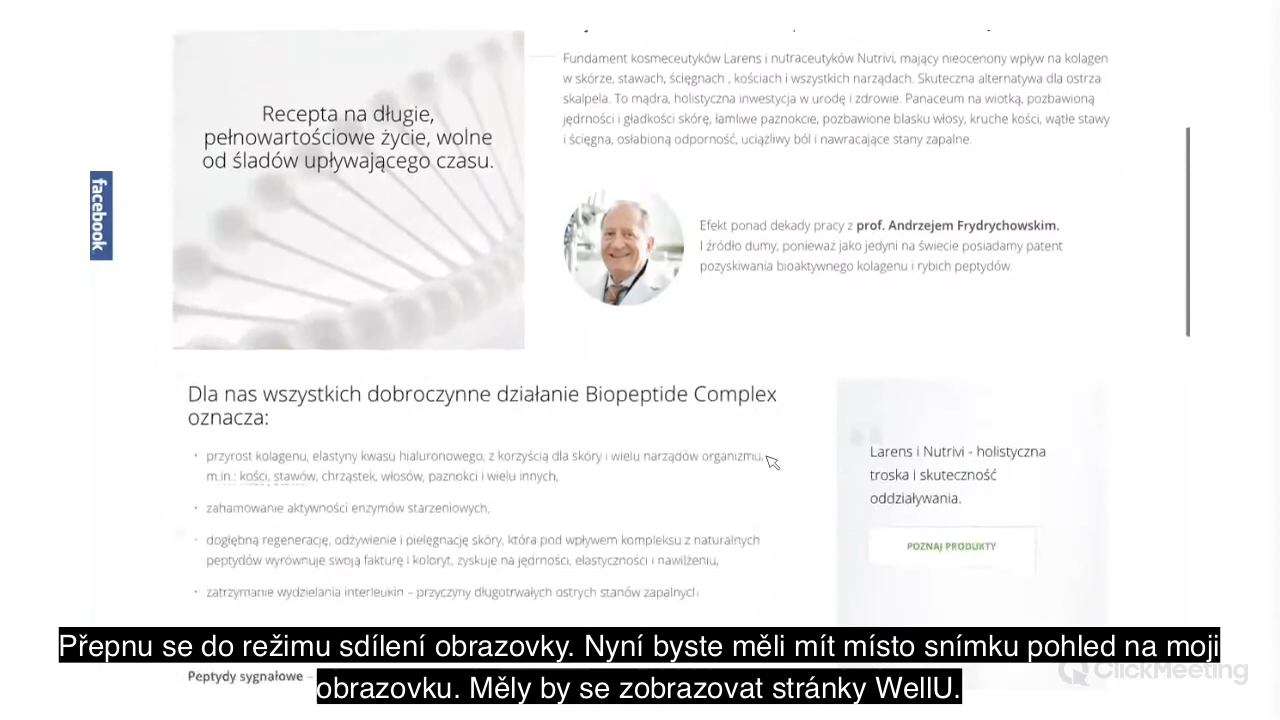 Fundament kosmeceutyków Larens i nutraceutyków Nutrivi, mający nieocenony wpływ na kolagen
w skórze, stawach, ścięgnach , kościach i wszystkich narządach. Skuteczna alternatywa dla ostrza
skalpela. To mądra, holistyczna inwestycja w urodę i zdrowie. Panaceum na wiotką, pozbawioną
jędrności i gładkości skórę, łamliwe paznokcie, pozbawione blasku włosy, kruche kości, wątłe stawy
i ścięgna, osłabioną odporność, uciążliwy ból i nawracające stany zapalne.
Recepta na długie,
pełnowartościowe życie, wolne
od śladów upływającego czasu.
facebook
Efekt ponad dekady pracy z prof. Andrzejem Frydrychowskim.
I źródło dumy, ponieważ jako jedyni na świecie posiadamy patent
pozyskiwania bioaktywnego kolagenu i rybich peptydów.
Dla nas wszystkich dobroczynne działanie Biopeptide Complex
oznacza:
• przyrost kolagenu, elastyny kwasu hialuronowego, z korzyścią dla skóry i wielu narządów organizmu,
m.in.: kości, stawów, chrząstek, włosów, paznokci i wielu innych,
• zahamowanie aktywności enzymów starzeniowych,
• dogłębną regenerację, odżywienie i pielęgnację skóry, która pod wpływem kompleksu z naturalnych
peptydów wyrównuje swoją fakturę i koloryt, zyskuje na jędrności, elastyczności i nawilżeniu,
• zatrzymanie wydzielania interleukin – przyczyny długotrwałych ostrych stanów zapalnych
Larens i Nutrivi - holistyczna
troska i skuteczność
oddziaływania.
POZNAJ PRODUKTY
Peptydy sygnałowe –
Přepnu se do režimu sdílení obrazovky. Nyní byste měli mít místo snímku pohled na moji
obrazovku. Měly by se zobrazovat stránky WellU.
ClickMeeting